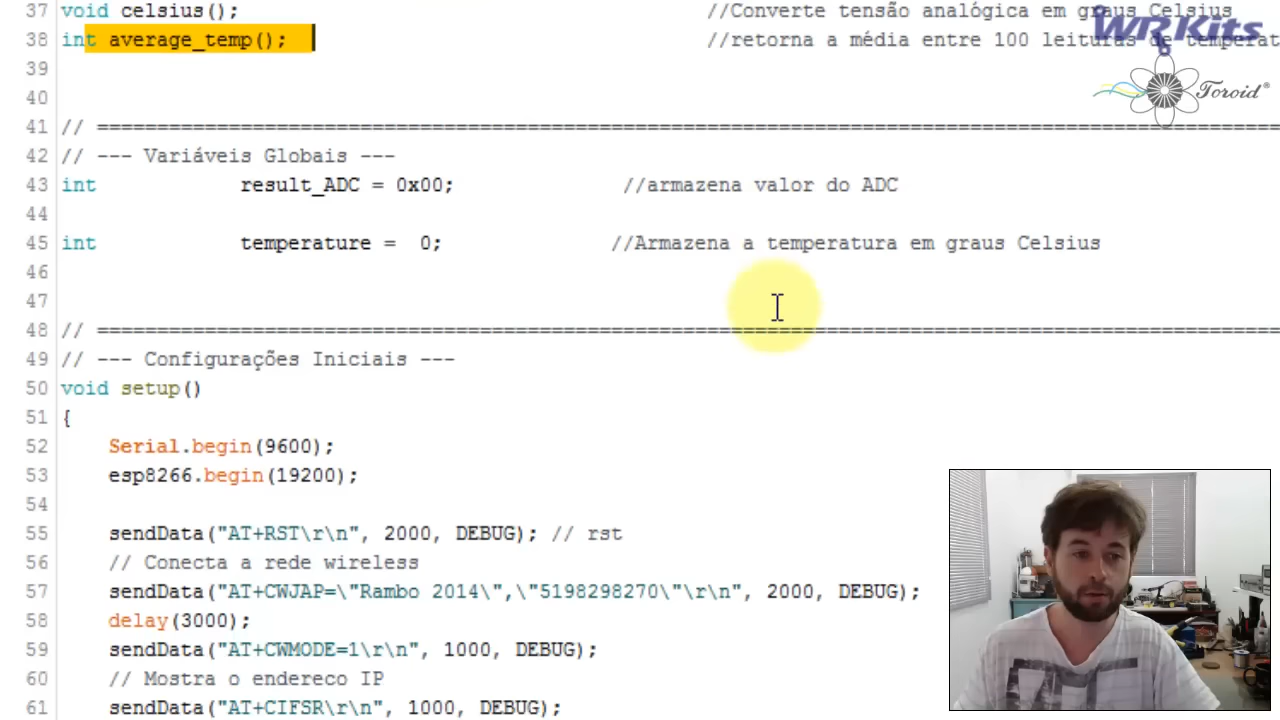 37 void celsius(); //Converte tensão analógica em graus Celsius
38 int average_temp(); //retorna a média entre 100 leituras de temperat
39
40
41 // ================================================
42 // --- Variáveis Globais ---
43 int result_ADC = 0x00; //armazena valor do ADC
44
45 int temperature = 0; //Armazena a temperatura em graus Celsius
46
47
48 // ================================================
49 // --- Configurações Iniciais ---
50 void setup()
51 {
52 Serial.begin(9600);
53 esp8266.begin(19200);
54
55 sendData("AT+RST\r\n", 2000, DEBUG); // rst
56 // Conecta a rede wireless
57 sendData("AT+CWJAP=\"Rambo 2014\",\"5198298270\"\r\n", 2000, DEBUG);
58 delay(3000);
59 sendData("AT+CWMODE=1\r\n", 1000, DEBUG);
60 // Mostra o endereco IP
61 sendData("AT+CIFSR\r\n", 1000, DEBUG);
WRKits
Toroid®